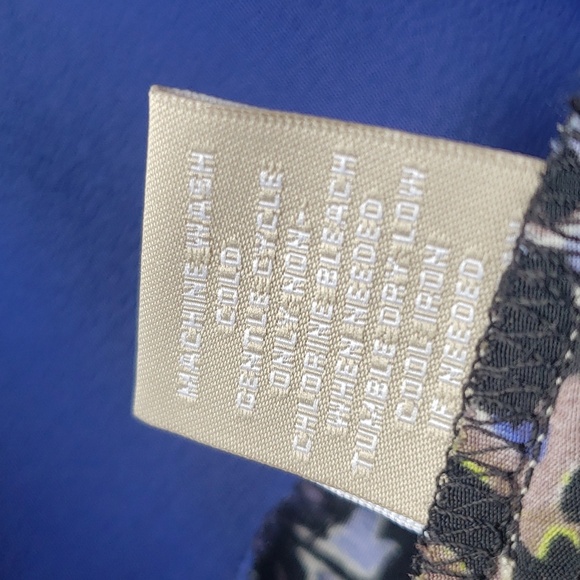 MACHINE WASH
COLD
GENTLE CYCLE
ONLY NON-
CHLORINE BLEACH
WHEN NEEDED
TUMBLE DRY LOW
COOL IRON
IF NEEDED